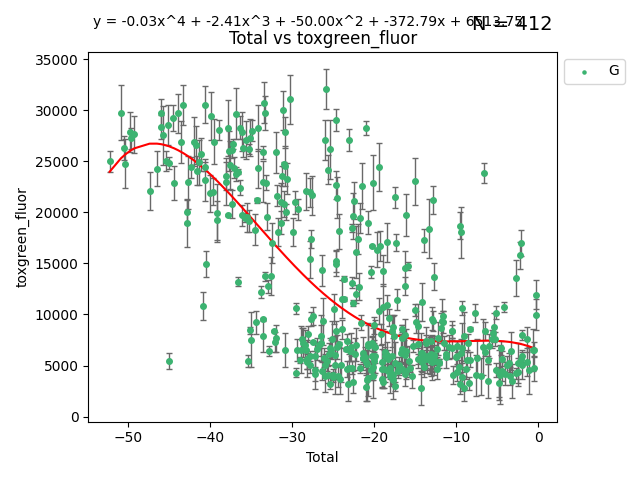 y = -0.03x^4 + -2.41x^3 + -50.00x^2 + -372.79x + 6513.75
N = 412
Total vs toxgreen_fluor
G
toxgreen_fluor
35000
30000
25000
20000
15000
10000
5000
0
−50 −40 −30 −20 −10 0
Total